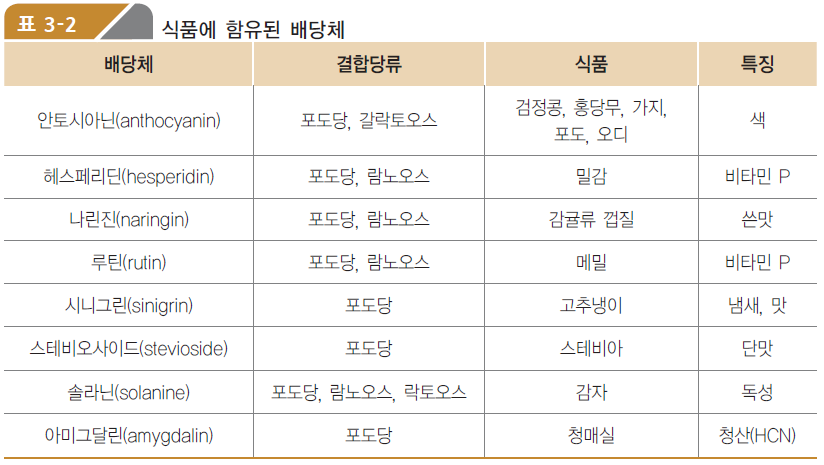 표 3-2 식품에 함유된 배당체
배당체 결합당류 식품 특징
안토시아닌(anthocyanin) 포도당, 갈락토오스 검정콩, 홍당무, 가지, 포도, 오디 색
헤스페리딘(hesperidin) 포도당, 람노오스 밀감 비타민 P
나린진(naringin) 포도당, 람노오스 감귤류 껍질 쓴맛
루틴(rutin) 포도당, 람노오스 메밀 비타민 P
시니그린(sinigrin) 포도당 고추냉이 냄새, 맛
스테비오사이드(stevioside) 포도당 스테비아 단맛
솔라닌(solanine) 포도당, 람노오스, 락토오스 감자 독성
아미그달린(amygdalin) 포도당 청매실 청산(HCN)